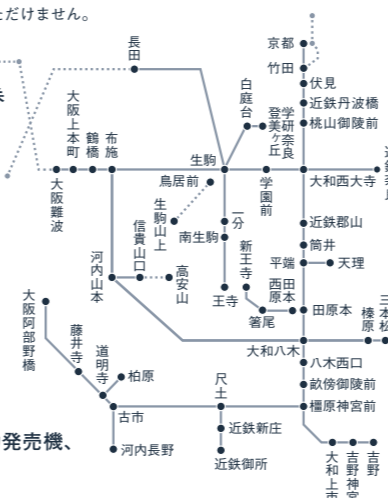 ただけません。
京都
長田
竹田
白庭台
伏見
大阪上本町
鶴橋
布施
学研奈良
登美ヶ丘
近鉄丹波橋
桃山御陵前
生駒
鳥居前
学園前
大和西大寺
大阪難波
生駒山上
一分
南生駒
近鉄郡山
信貴山口
新王寺
筒井
河内山本
高安山
西田原本
平端
天理
王寺
大阪阿部野橋
箸尾
田原本
榛原
三本松
藤井寺
大和八木
道明寺
八木西口
柏原
尺土
畝傍御陵前
古市
橿原神宮前
近鉄新庄
発売機、
河内長野
近鉄御所
大和上市
吉野神宮
吉野